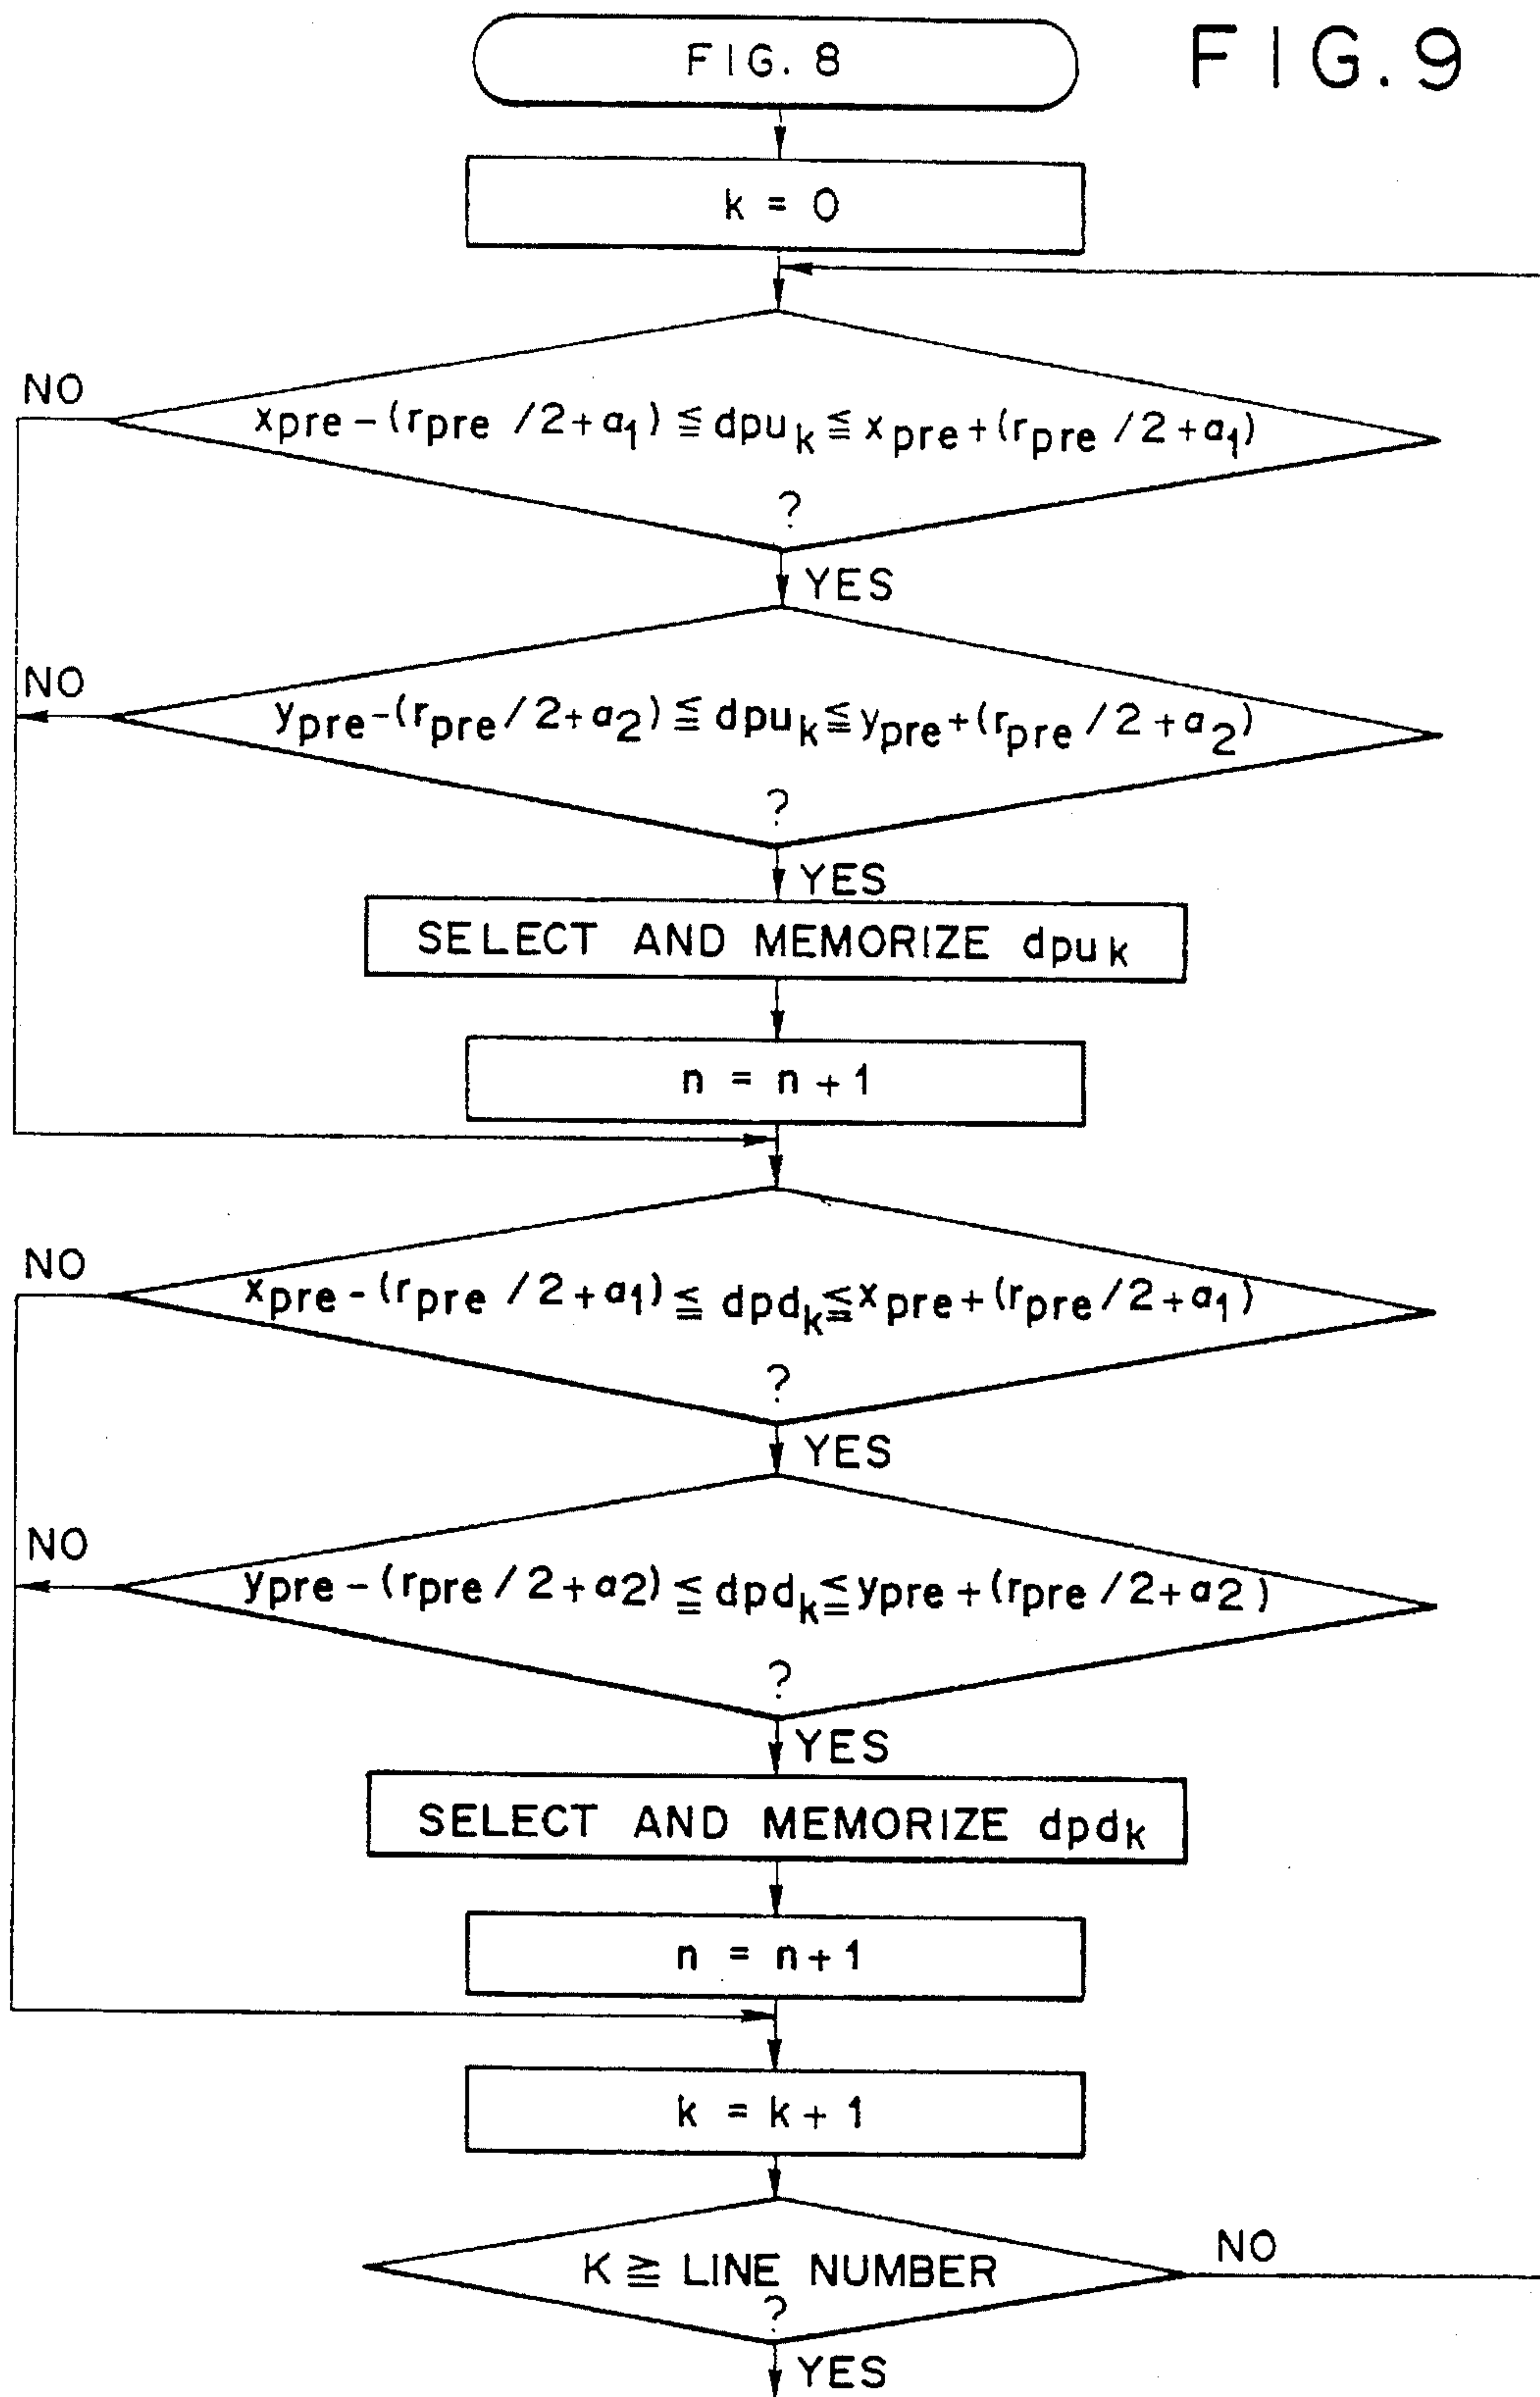 FIG. 9
FIG. 8
k = 0
NO
xpre - (rpre /2 + a1) ≦ dpuk ≦ xpre + (rpre /2 + a1)
?
YES
NO
ypre - (rpre /2 + a2) ≦ dpuk ≦ ypre + (rpre /2 + a2)
?
YES
SELECT AND MEMORIZE dpuk
n = n + 1
NO
xpre - (rpre /2 + a1) ≦ dpdk ≦ xpre + (rpre /2 + a1)
?
YES
NO
ypre - (rpre /2 + a2) ≦ dpdk ≦ ypre + (rpre /2 + a2)
?
YES
SELECT AND MEMORIZE dpdk
n = n + 1
k = k + 1
K ≧ LINE NUMBER
?
NO
YES